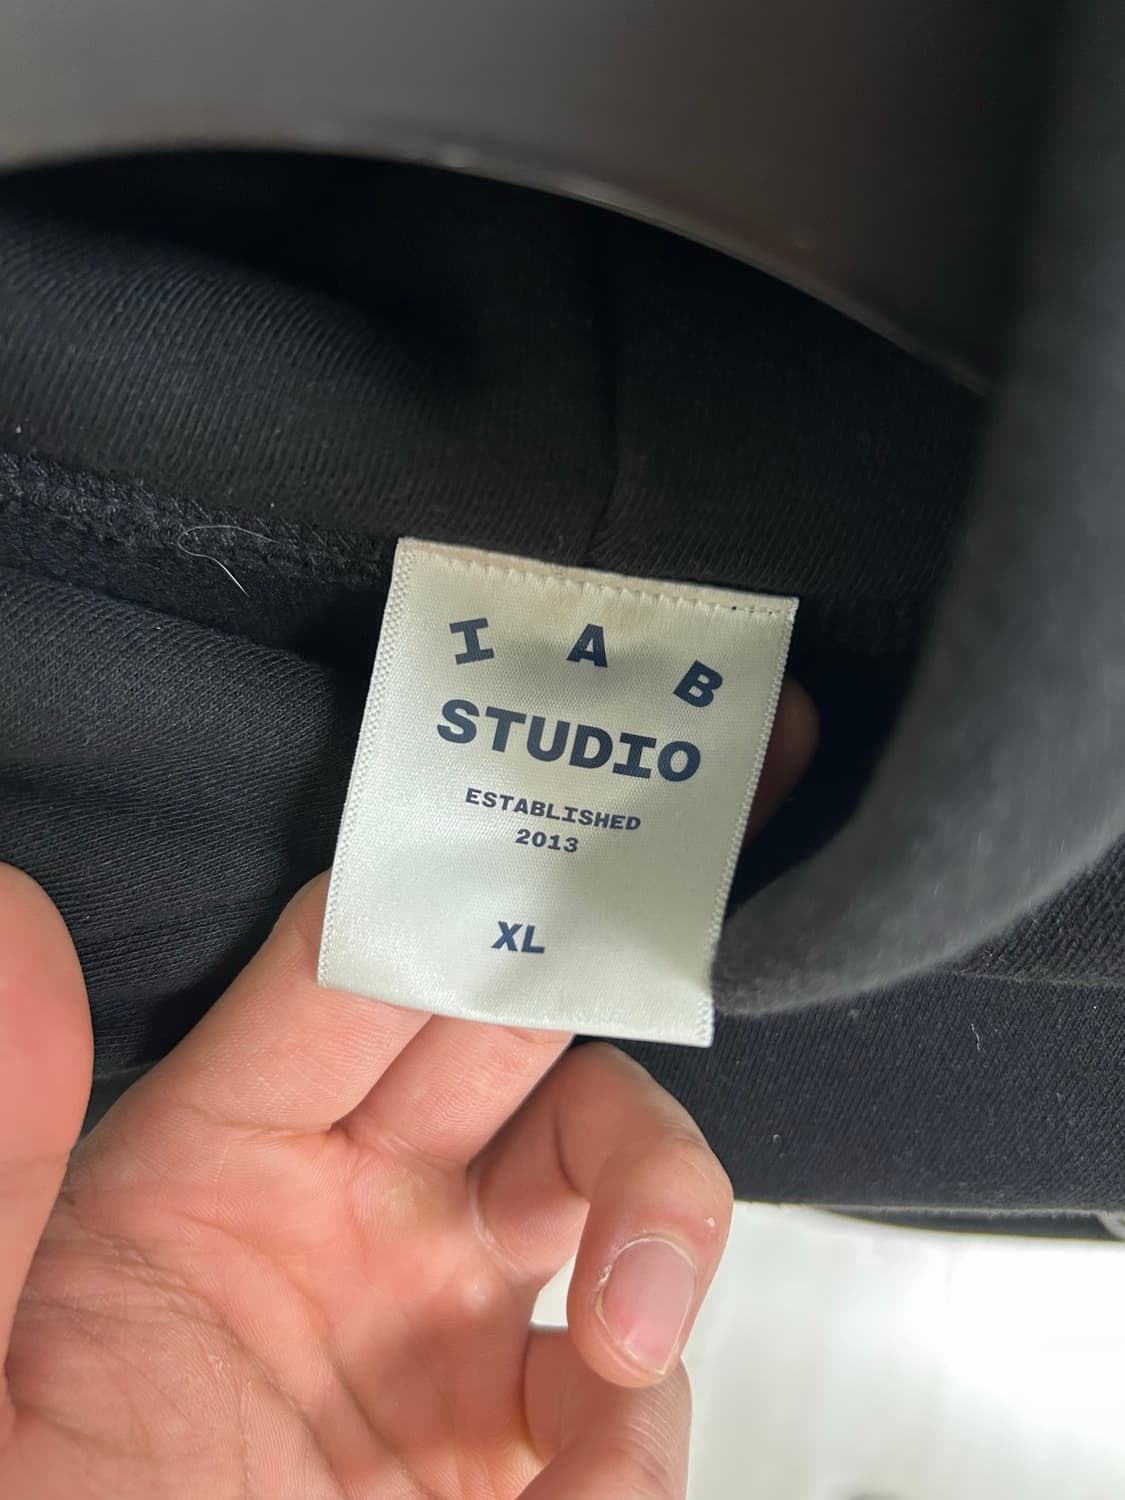 I A B
STUDIO
ESTABLISHED
2013
XL